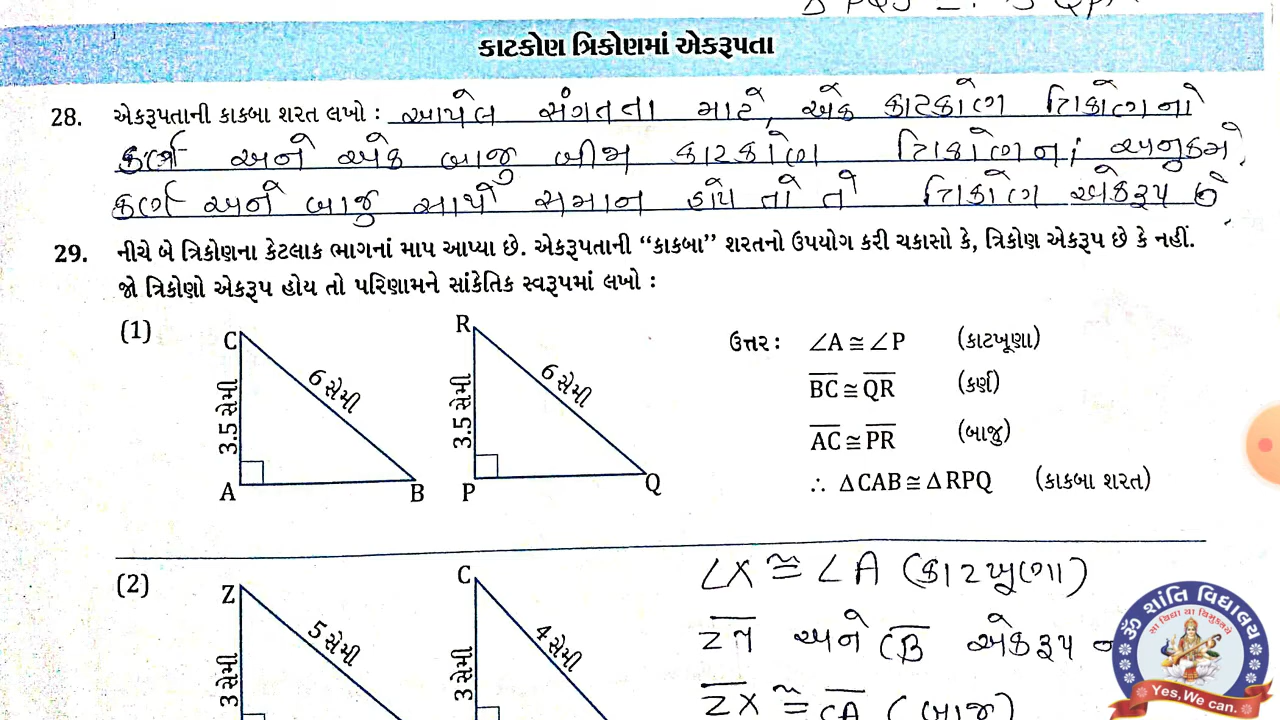 કાટકોણ ત્રિકોણમાં એકરૂપતા
28. એકરૂપતાની કાકબા શરત લખો : આપેલ સંગતતા માટે, એક કાટકોણ ત્રિકોણનો
કર્ણ અને એક બાજુ બીજા કાટકોણ ત્રિકોણના અનુક્રમે
કર્ણ અને બાજુ સાથે સમાન હોય તો તે ત્રિકોણ એકરૂપ છે.
29. નીચે બે ત્રિકોણના કેટલાક ભાગનાં માપ આપ્યા છે. એકરૂપતાની “કાકબા” શરતનો ઉપયોગ કરી ચકાસો કે, ત્રિકોણ એકરૂપ છે કે નહીં.
જો ત્રિકોણો એકરૂપ હોય તો પરિણામને સાંકેતિક સ્વરૂપમાં લખો :
(1)
C
3.5 સેમી
6 સેમી
A
B
R
3.5 સેમી
6 સેમી
P
Q
ઉત્તર : ∠A ≅ ∠P (કાટખૂણા)
BC ≅ QR (કર્ણ)
AC ≅ PR (બાજુ)
∴ ΔCAB ≅ ΔRPQ (કાકબા શરત)
(2)
Z
3 સેમી
5 સેમી
C
3 સેમી
4 સેમી
∠X ≅ ∠A (કાટખૂણા)
ZY અને CB એકરૂપ ન
ZX ≅ CA (બાજુ)
ૐ શાંતિ વિદ્યાલય
सा विद्या या विमुक्तये
Yes, We can.